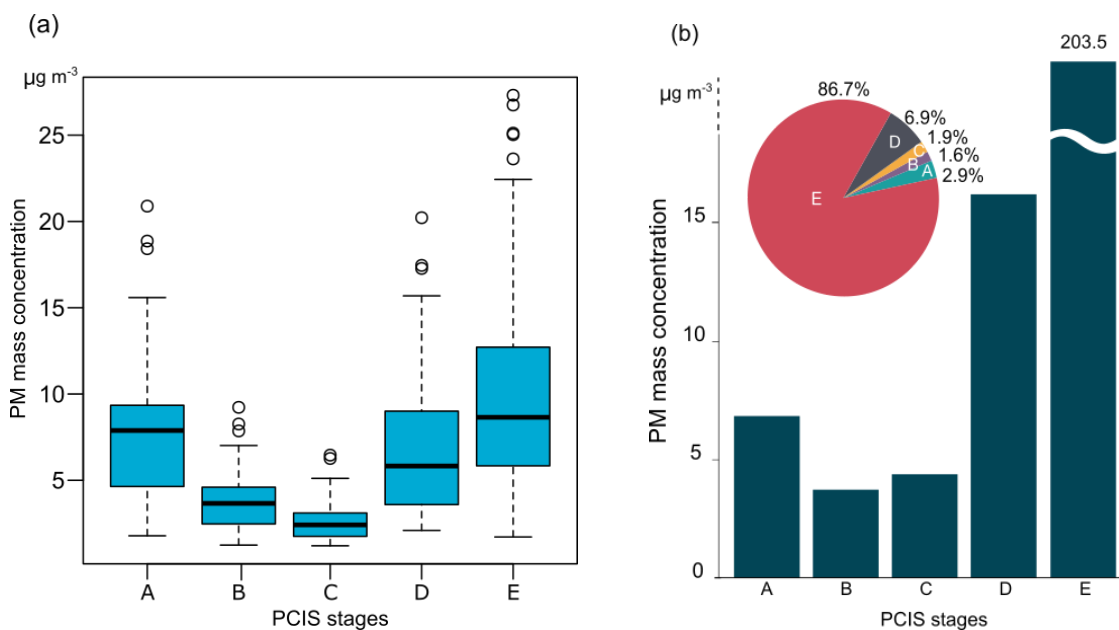 (a)
µg m-3
PM mass concentration
25
20
15
10
5
A B C D E
PCIS stages
(b)
203.5
µg m-3
PM mass concentration
15
10
5
0
86.7%
6.9%
1.9%
1.6%
2.9%
D
C
B
A
E
A B C D E
PCIS stages